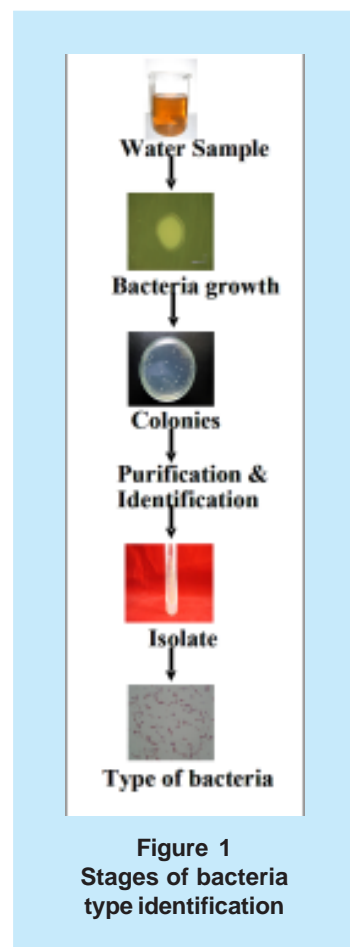 Water Sample
Bacteria growth
Colonies
Purification &
Identification
Isolate
Type of bacteria
Figure 1
Stages of bacteria
type identification